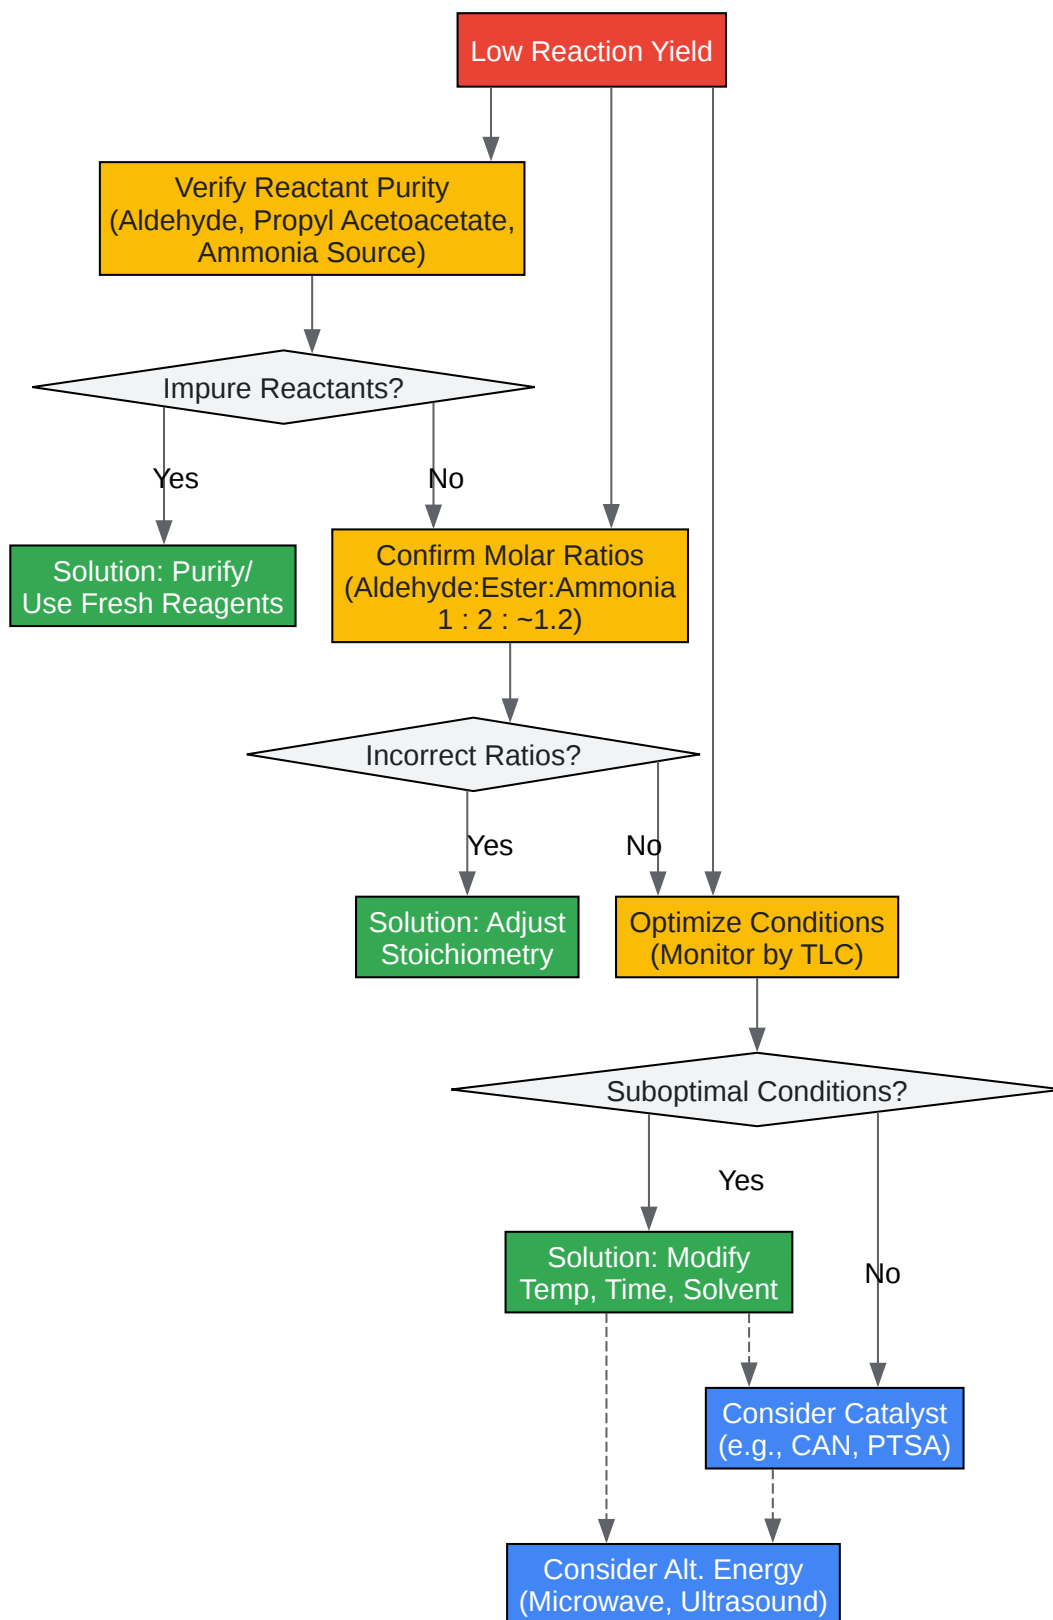 Low Reaction Yield
Verify Reactant Purity
(Aldehyde, Propyl Acetoacetate,
Ammonia Source)
Impure Reactants?
Yes
No
Solution: Purify/
Use Fresh Reagents
Confirm Molar Ratios
(Aldehyde:Ester:Ammonia
1 : 2 : ~1.2)
Incorrect Ratios?
Yes
No
Solution: Adjust
Stoichiometry
Optimize Conditions
(Monitor by TLC)
Suboptimal Conditions?
Yes
Solution: Modify
Temp, Time, Solvent
No
Consider Catalyst
(e.g., CAN, PTSA)
Consider Alt. Energy
(Microwave, Ultrasound)